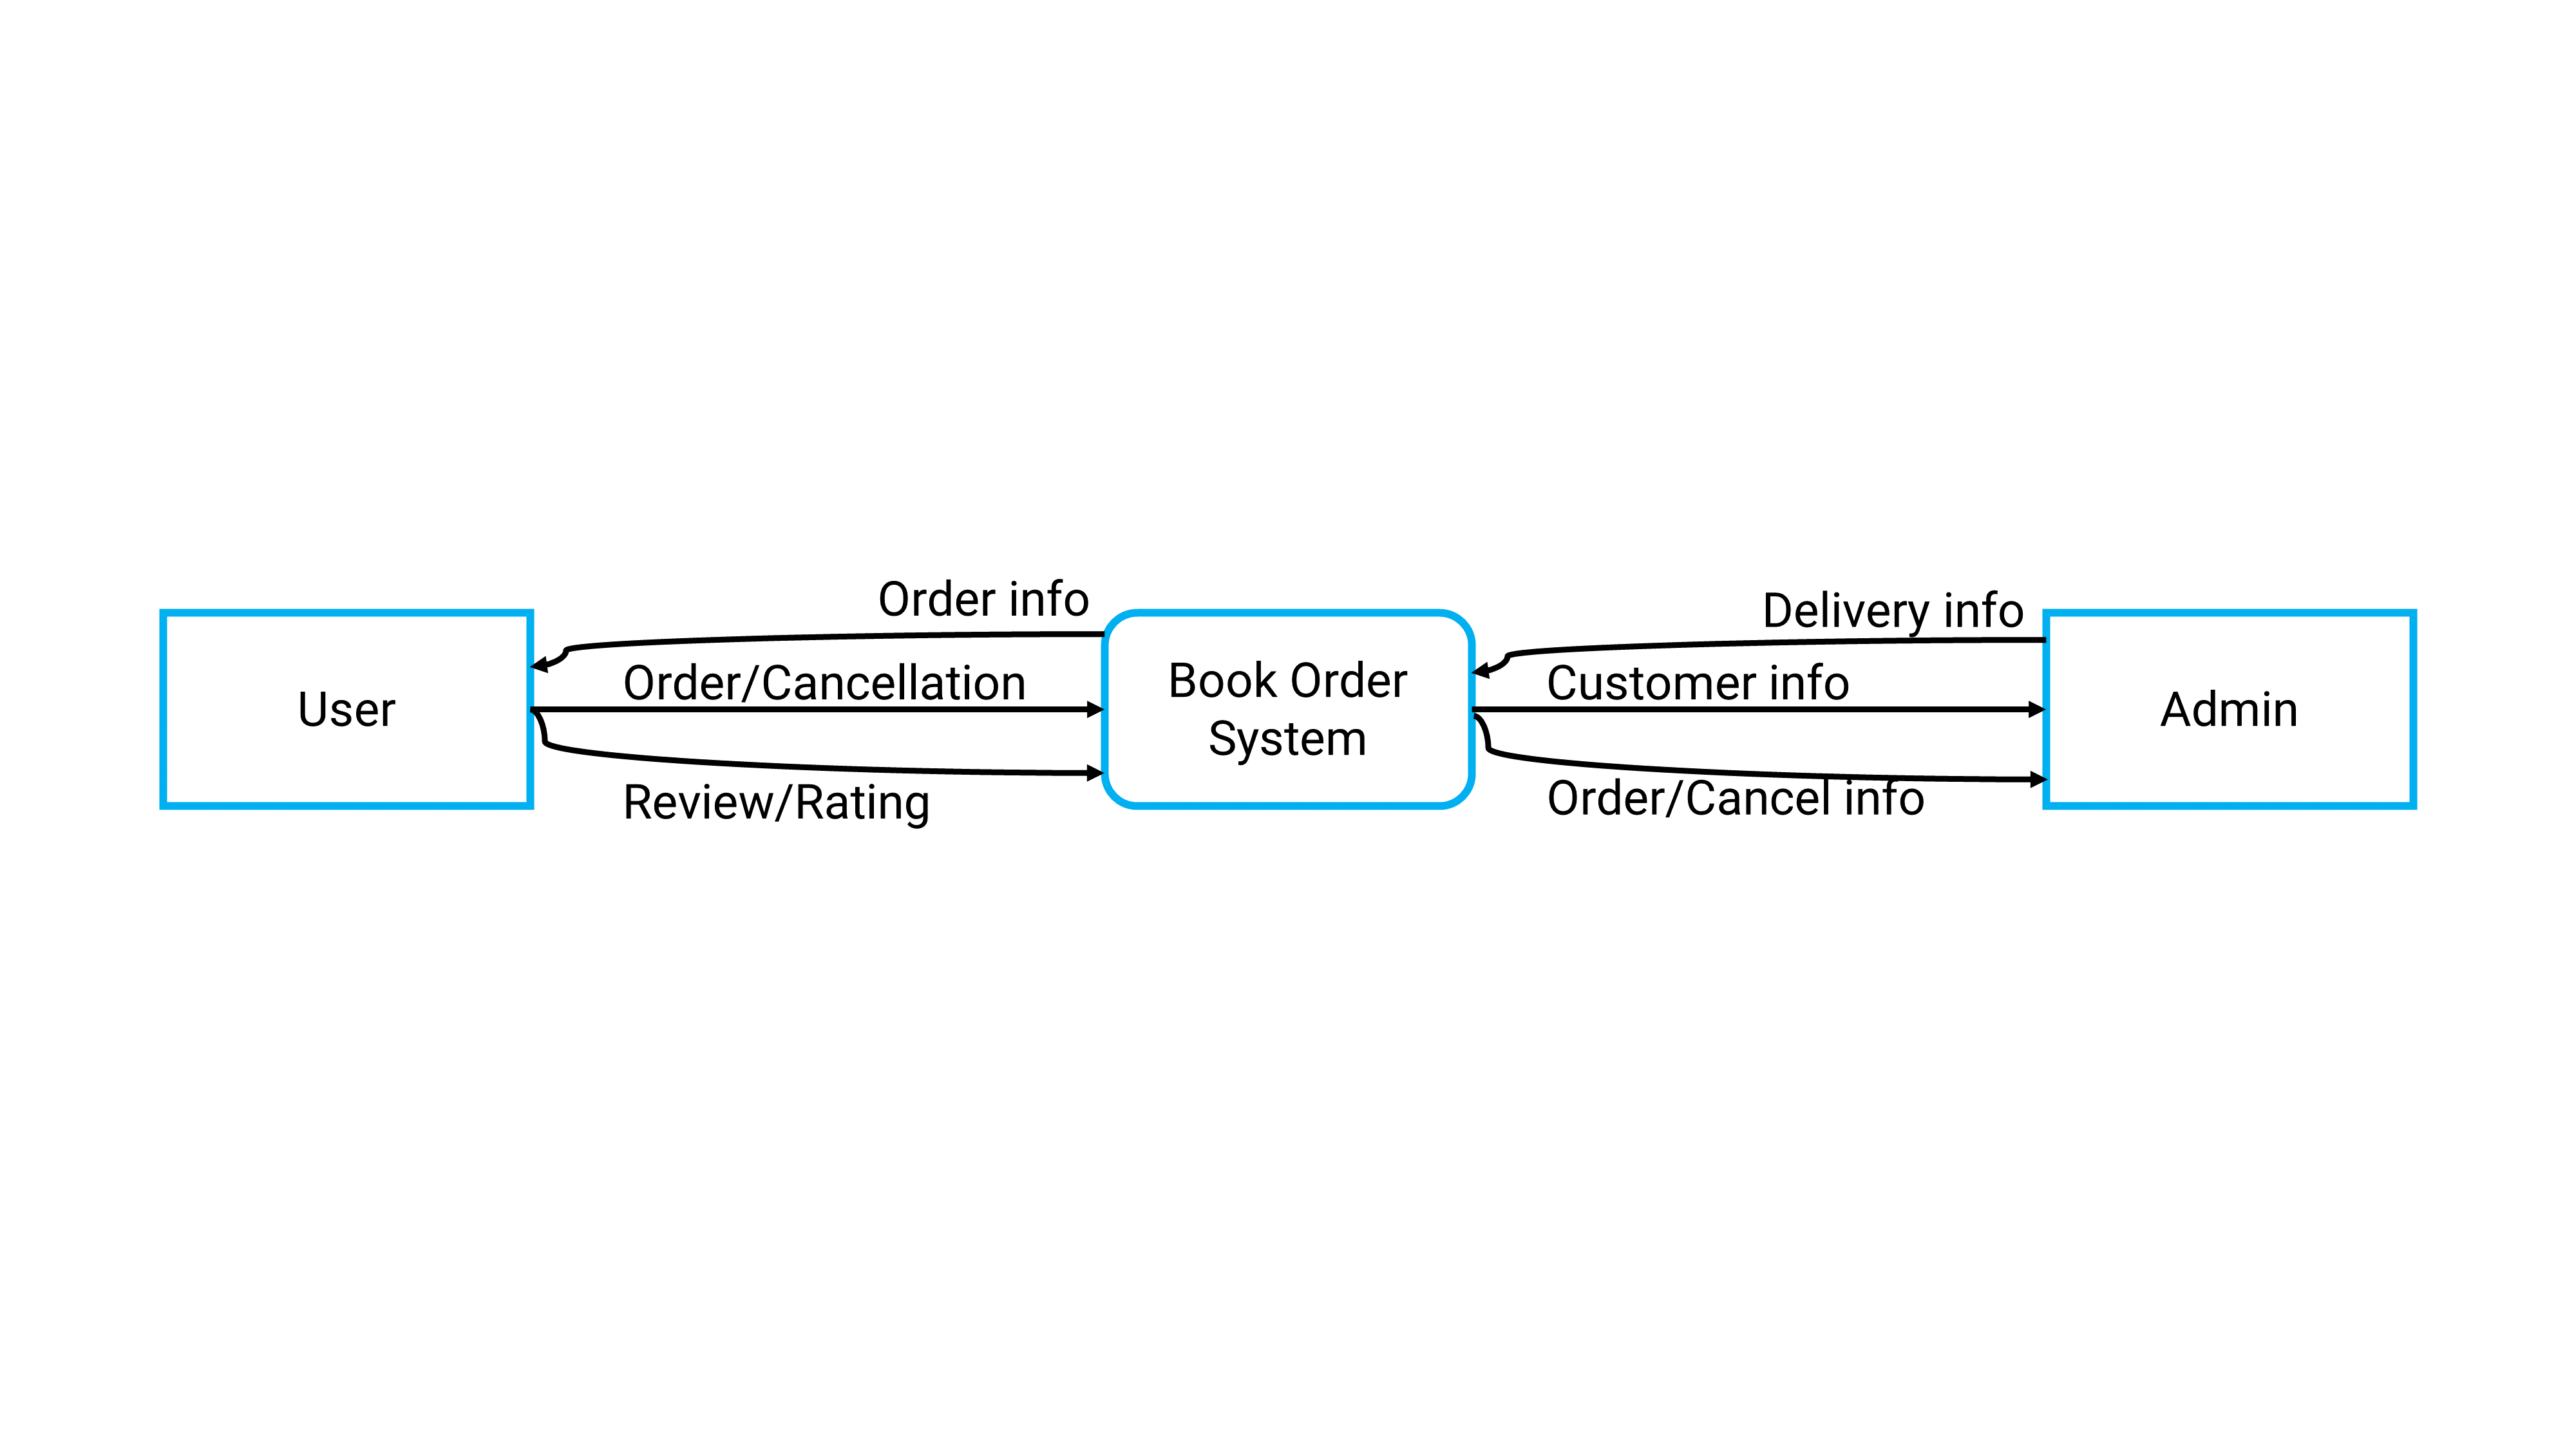 Order info
Delivery info
User
Order/Cancellation
Book Order
System
Customer info
Admin
Review/Rating
Order/Cancel info